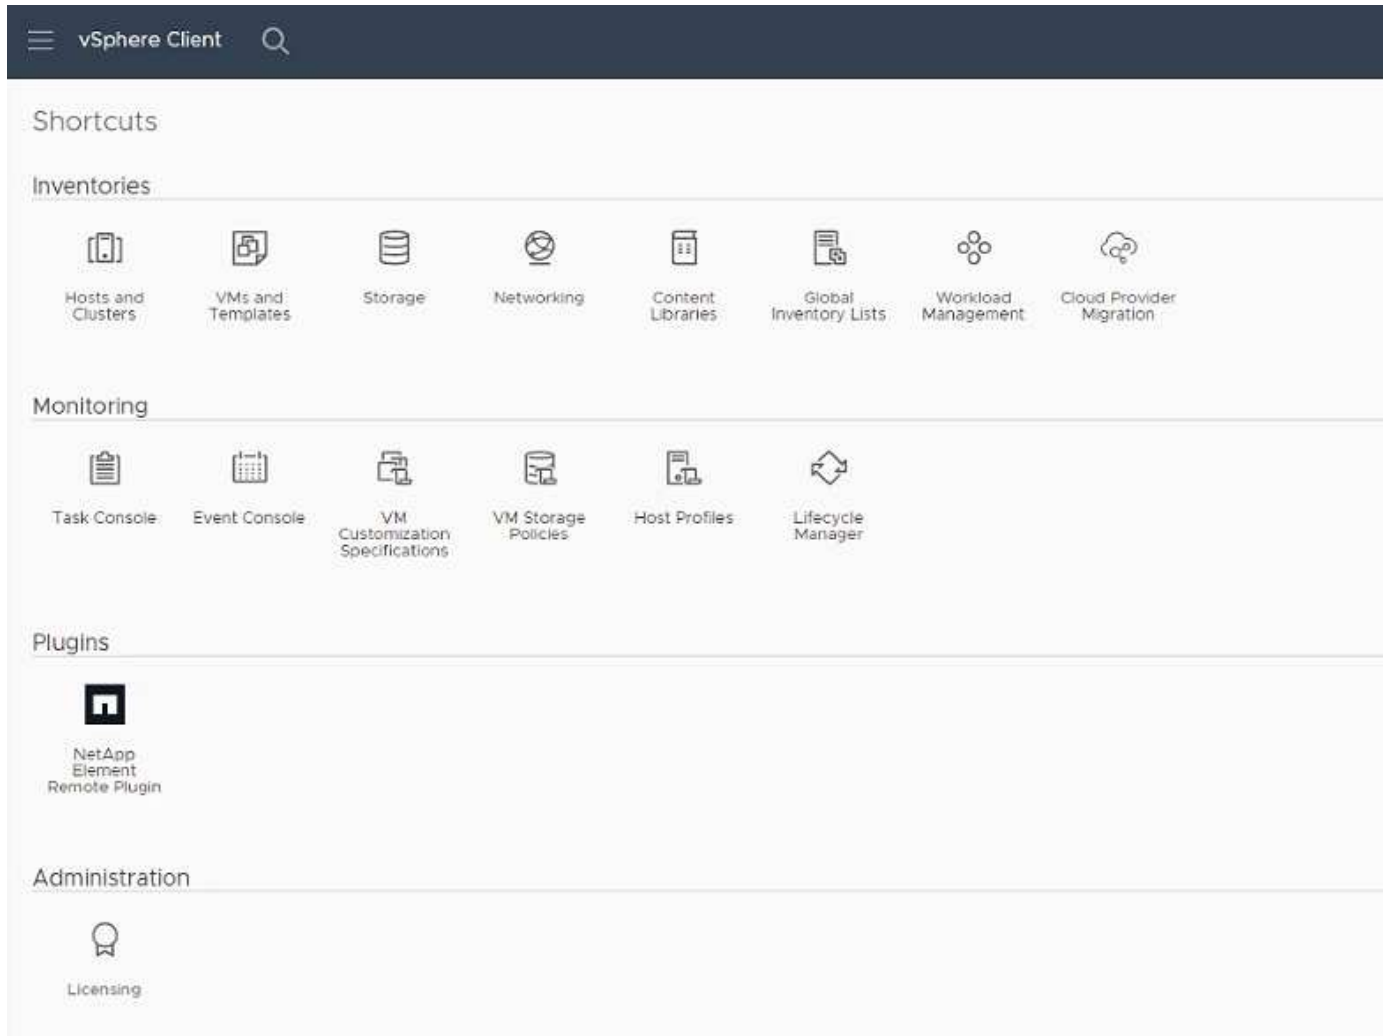 vSphere Client
Shortcuts
Inventories
Hosts and Clusters
VMs and Templates
Storage
Networking
Content Libraries
Global Inventory Lists
Workload Management
Cloud Provider Migration
Monitoring
Task Console
Event Console
VM Customization Specifications
VM Storage Policies
Host Profiles
Lifecycle Manager
Plugins
NetApp Element Remote Plugin
Administration
Licensing